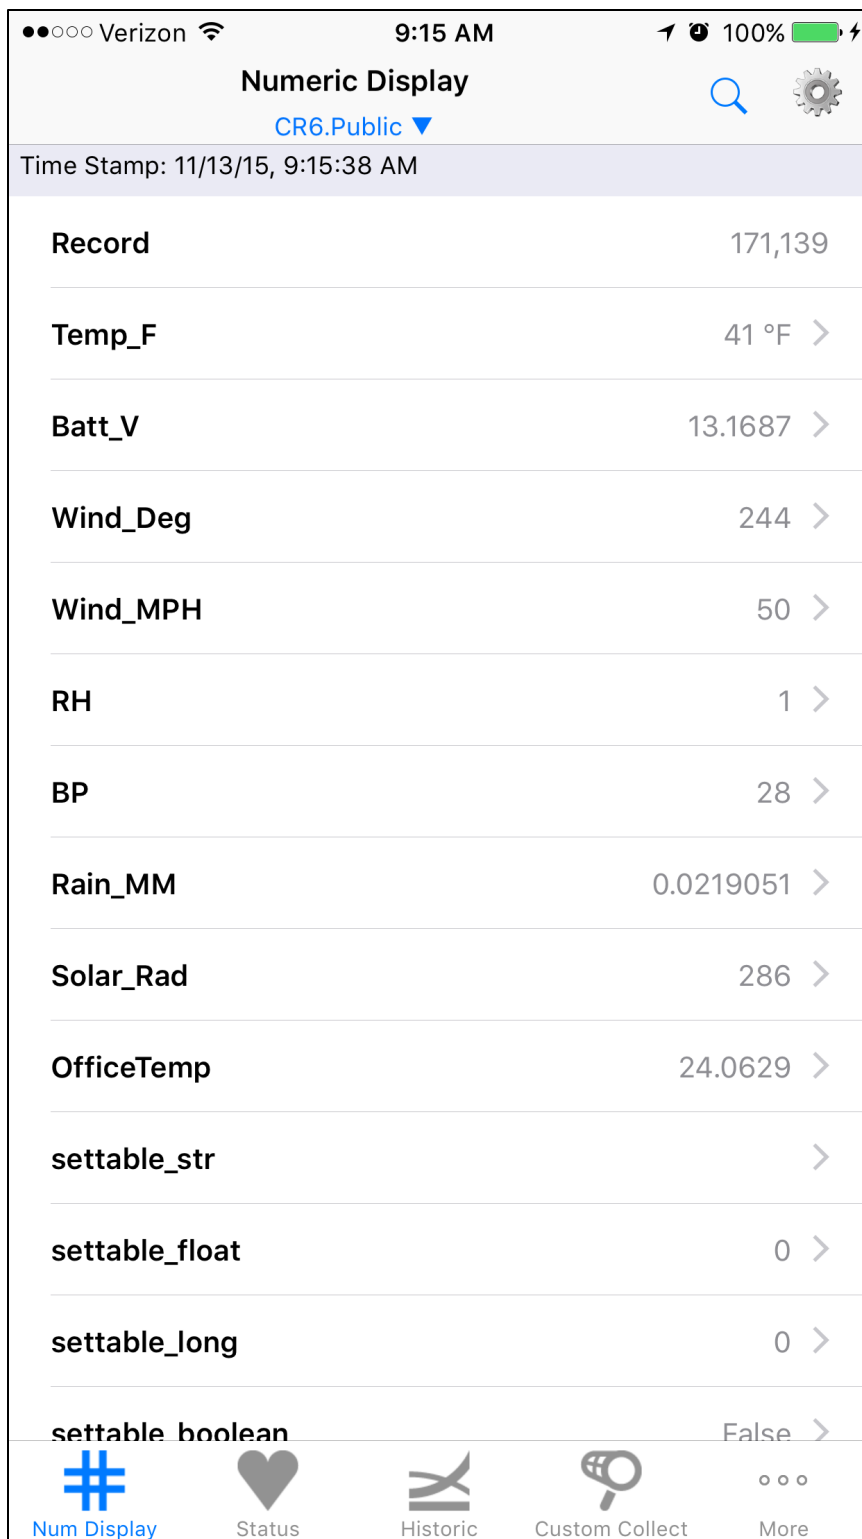 Verizon 9:15 AM 100%
Numeric Display
CR6.Public ▼
Time Stamp: 11/13/15, 9:15:38 AM
Record 171,139
Temp_F 41 °F
Batt_V 13.1687
Wind_Deg 244
Wind_MPH 50
RH 1
BP 28
Rain_MM 0.0219051
Solar_Rad 286
OfficeTemp 24.0629
settable_str
settable_float 0
settable_long 0
settable_boolean False
Num Display Status Historic Custom Collect More